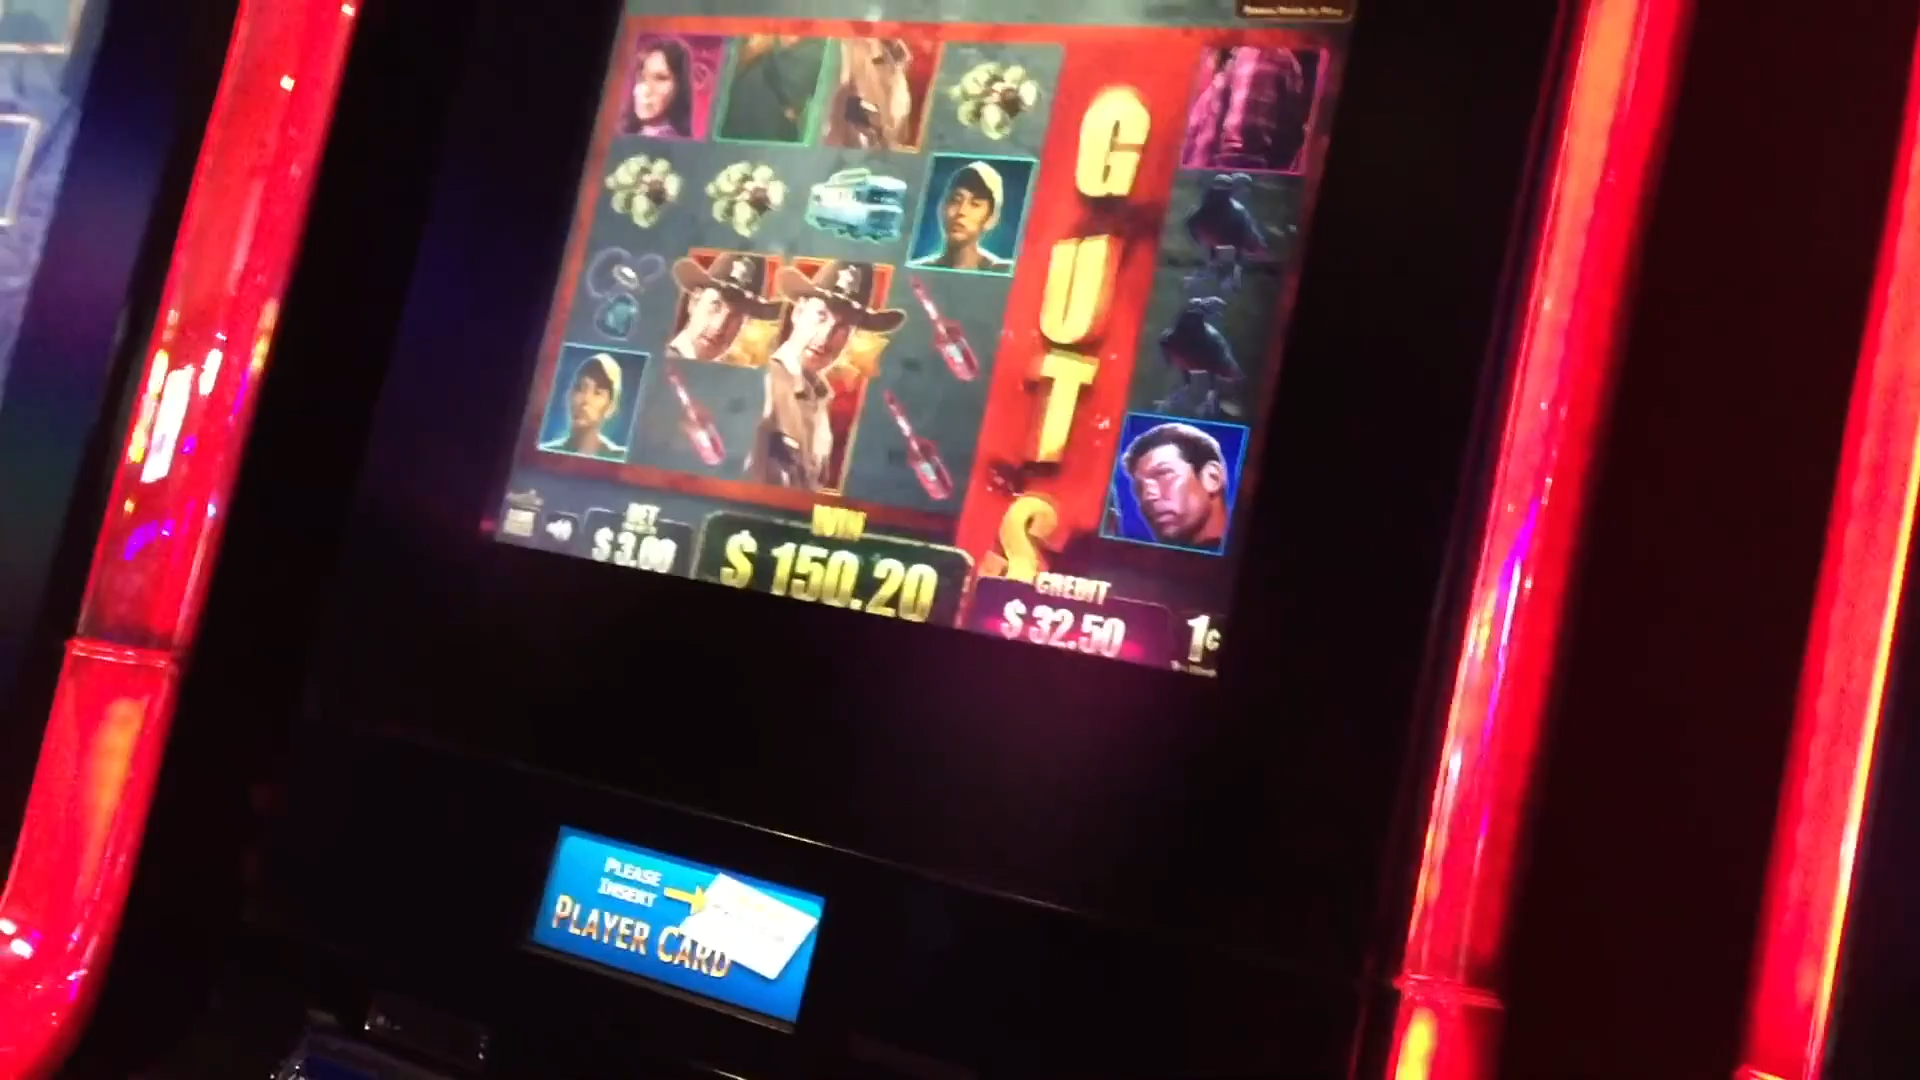 GUTS
BET
$3.00
WIN
$150.20
CREDIT
$32.50
1¢
PLEASE
INSERT
PLAYER CARD